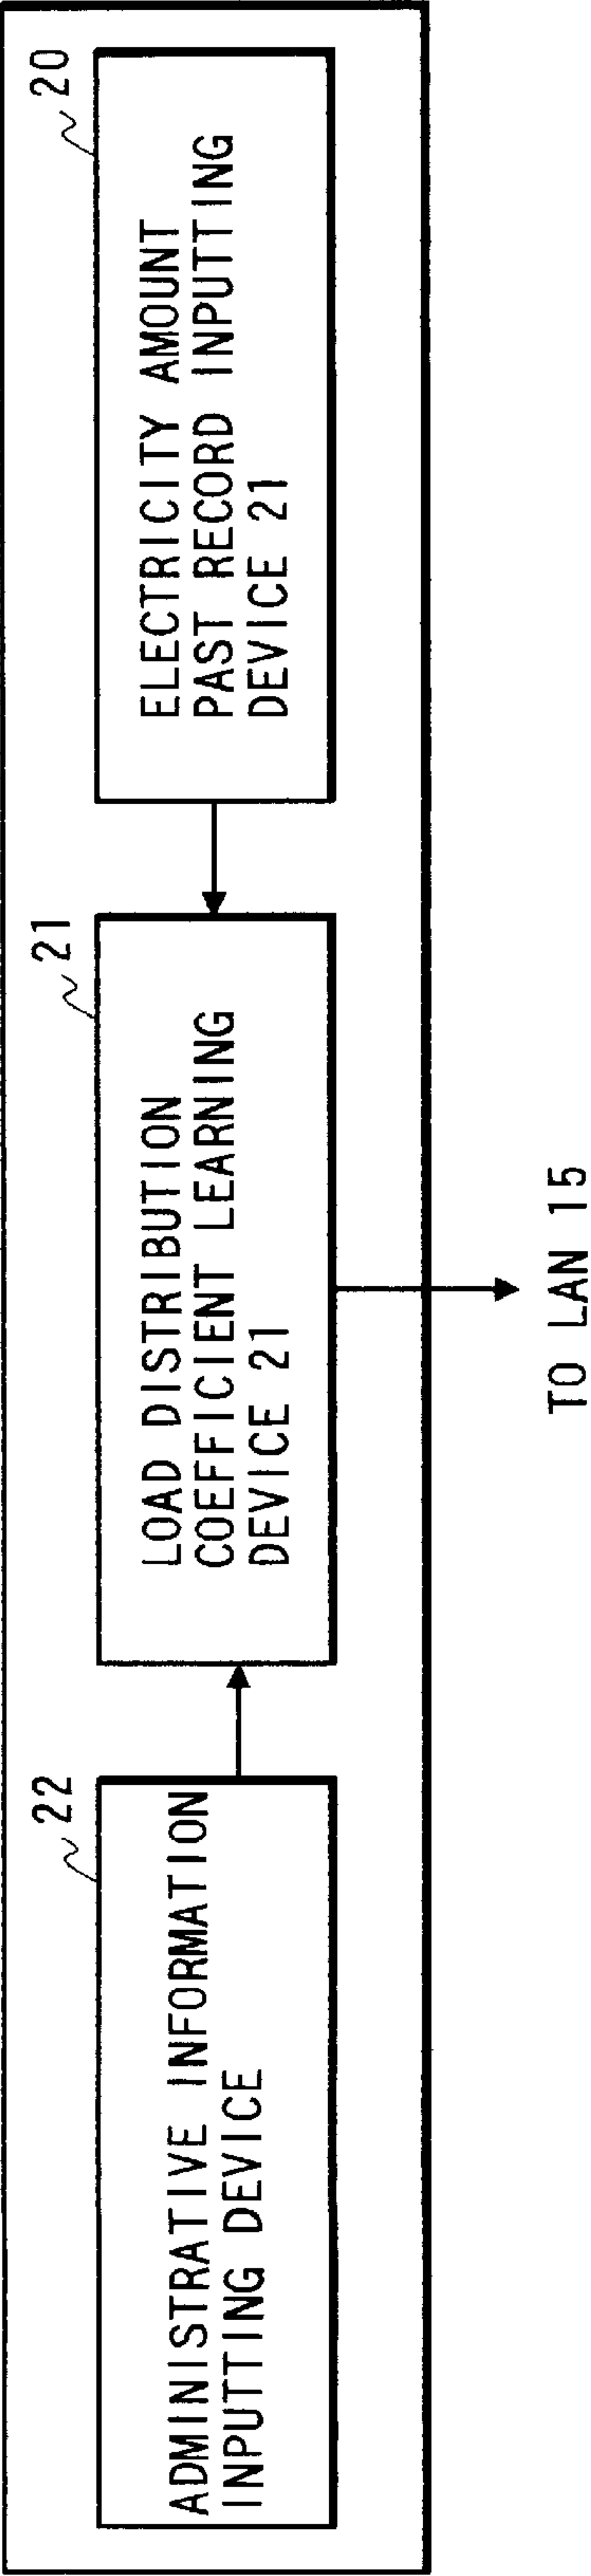 22
ADMINISTRATIVE INFORMATION
INPUTTING DEVICE
21
LOAD DISTRIBUTION
COEFFICIENT LEARNING
DEVICE 21
20
ELECTRICITY AMOUNT
PAST RECORD INPUTTING
DEVICE 21
TO LAN 15